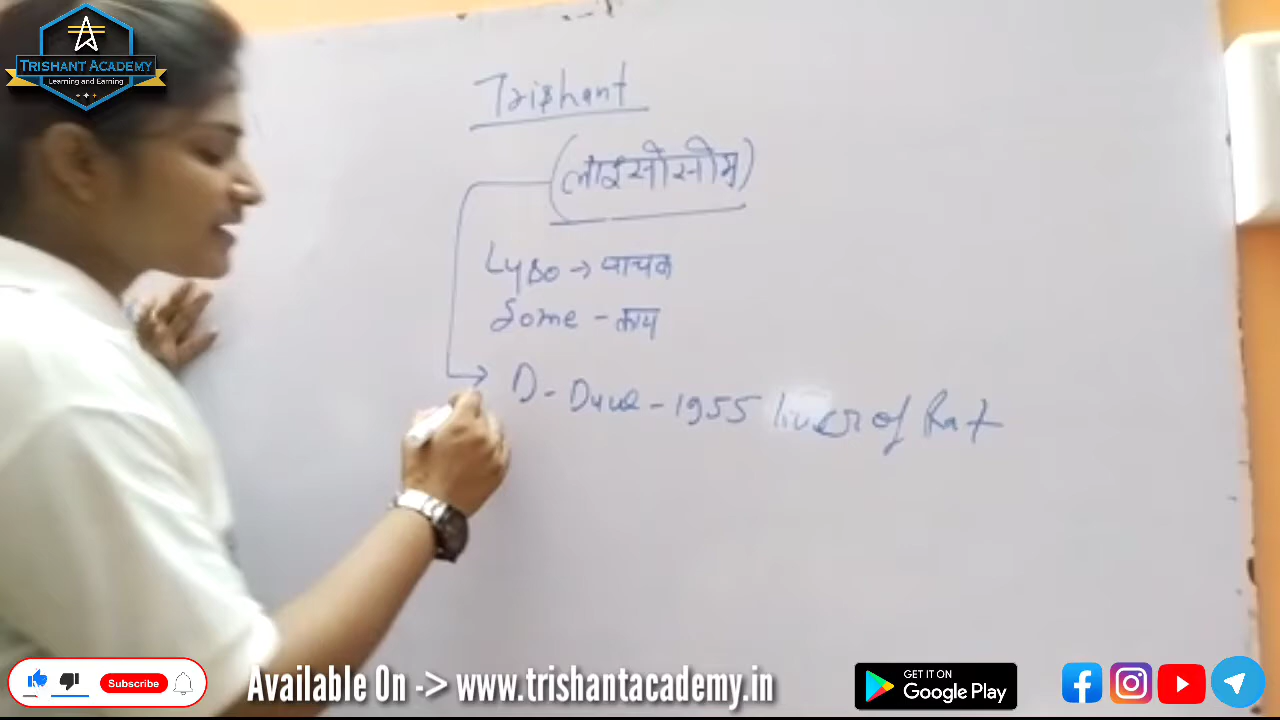 TRISHANT ACADEMY
Learning and Earning
Trishant
(लाइसोसोम)
Lyso → पाचक
Some - काय
D - Duve - 1955 liver of Rat
Subscribe
Available On -> www.trishantacademy.in
GET IT ON
Google Play